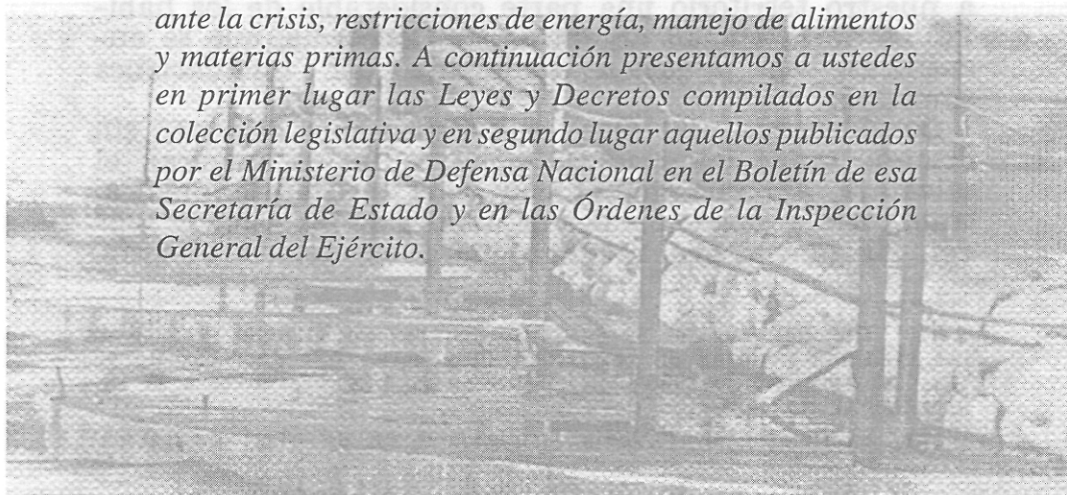 ante la crisis, restricciones de energía, manejo de alimentos
y materias primas. A continuación presentamos a ustedes
en primer lugar las Leyes y Decretos compilados en la
colección legislativa y en segundo lugar aquellos publicados
por el Ministerio de Defensa Nacional en el Boletín de esa
Secretaría de Estado y en las Órdenes de la Inspección
General del Ejército.